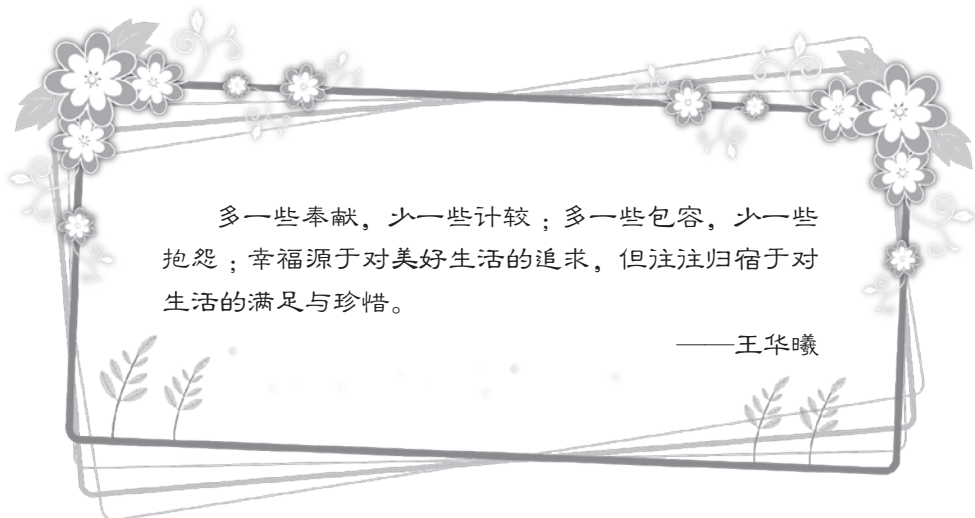 多一些奉献，少一些计较；多一些包容，少一些
抱怨；幸福源于对美好生活的追求，但往往归宿于对
生活的满足与珍惜。
——王华曦